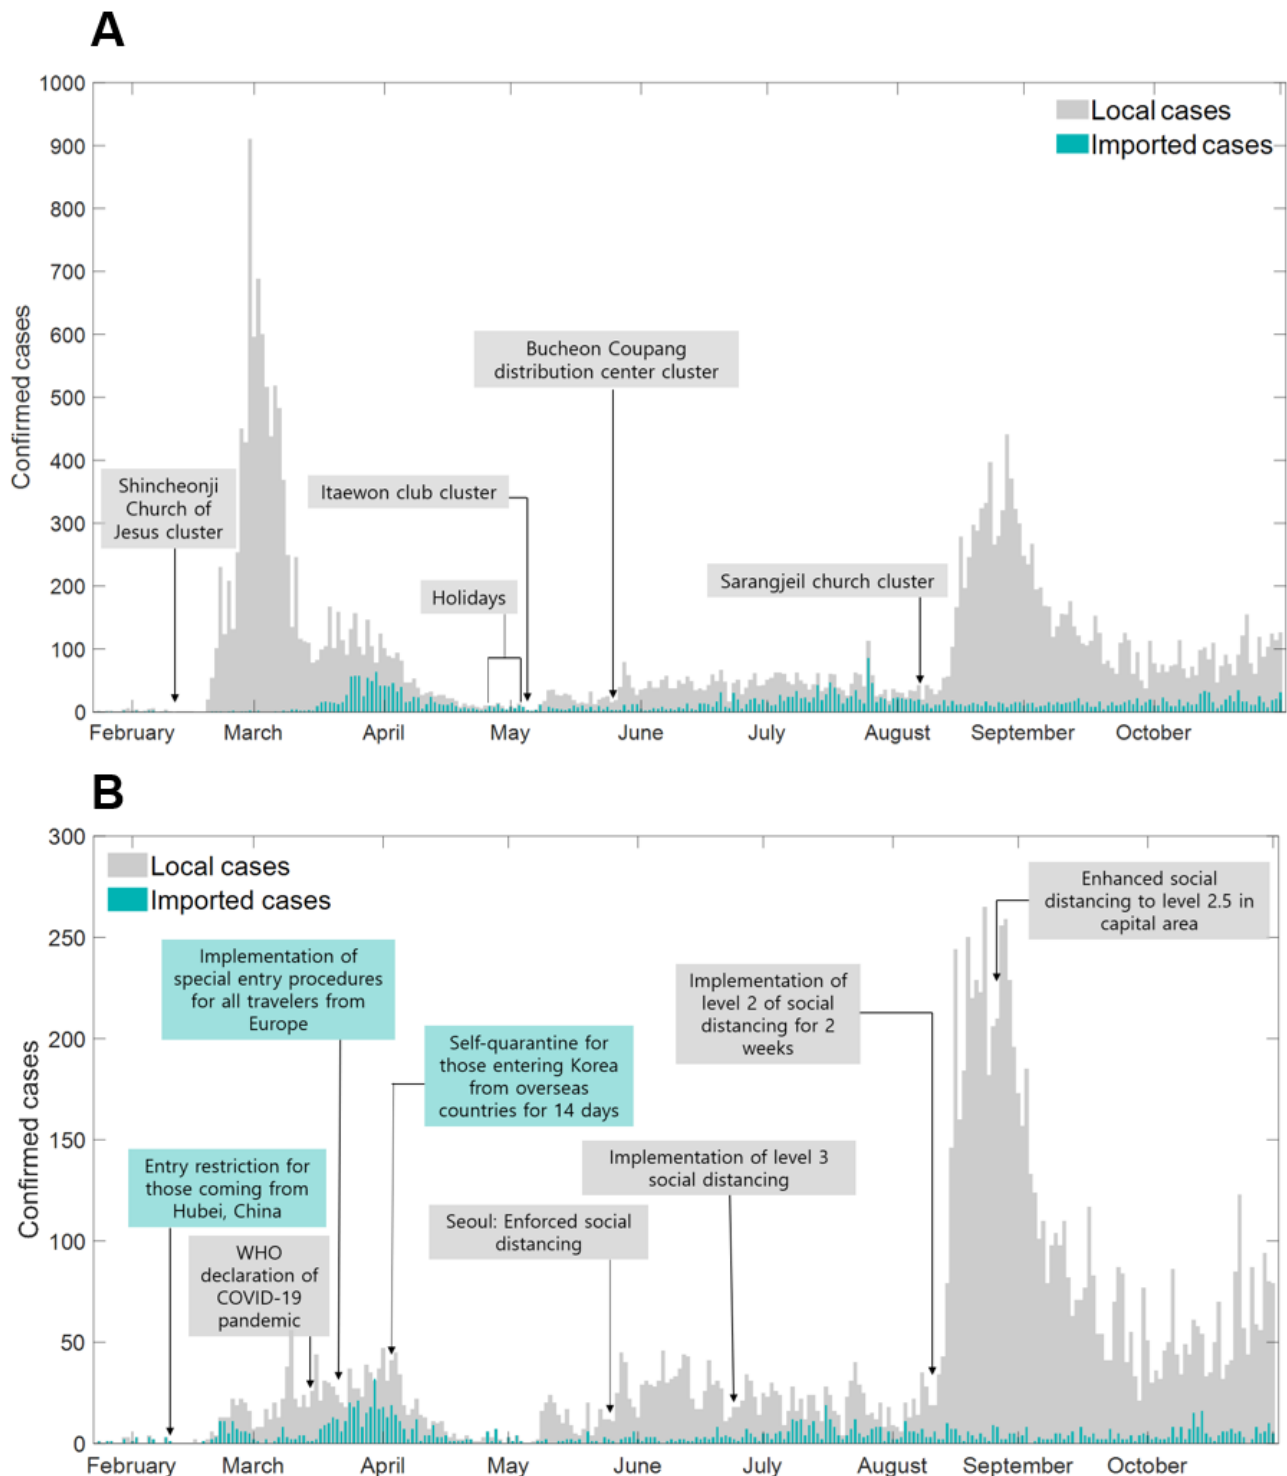 A
1000
900
800
700
600
500
400
300
200
100
0
Confirmed cases
Local cases
Imported cases
Shincheonji
Church of
Jesus cluster
Itaewon club cluster
Holidays
Bucheon Coupang
distribution center cluster
Sarangjeil church cluster
February March April May June July August September October
B
300
250
200
150
100
50
0
Confirmed cases
Local cases
Imported cases
Implementation of
special entry procedures
for all travelers from
Europe
Entry restriction for
those coming from
Hubei, China
WHO
declaration of
COVID-19
pandemic
Self-quarantine for
those entering Korea
from overseas
countries for 14 days
Seoul: Enforced social
distancing
Implementation of level 3
social distancing
Implementation of
level 2 of social
distancing for 2
weeks
Enhanced social
distancing to level 2.5 in
capital area
February March April May June July August September October